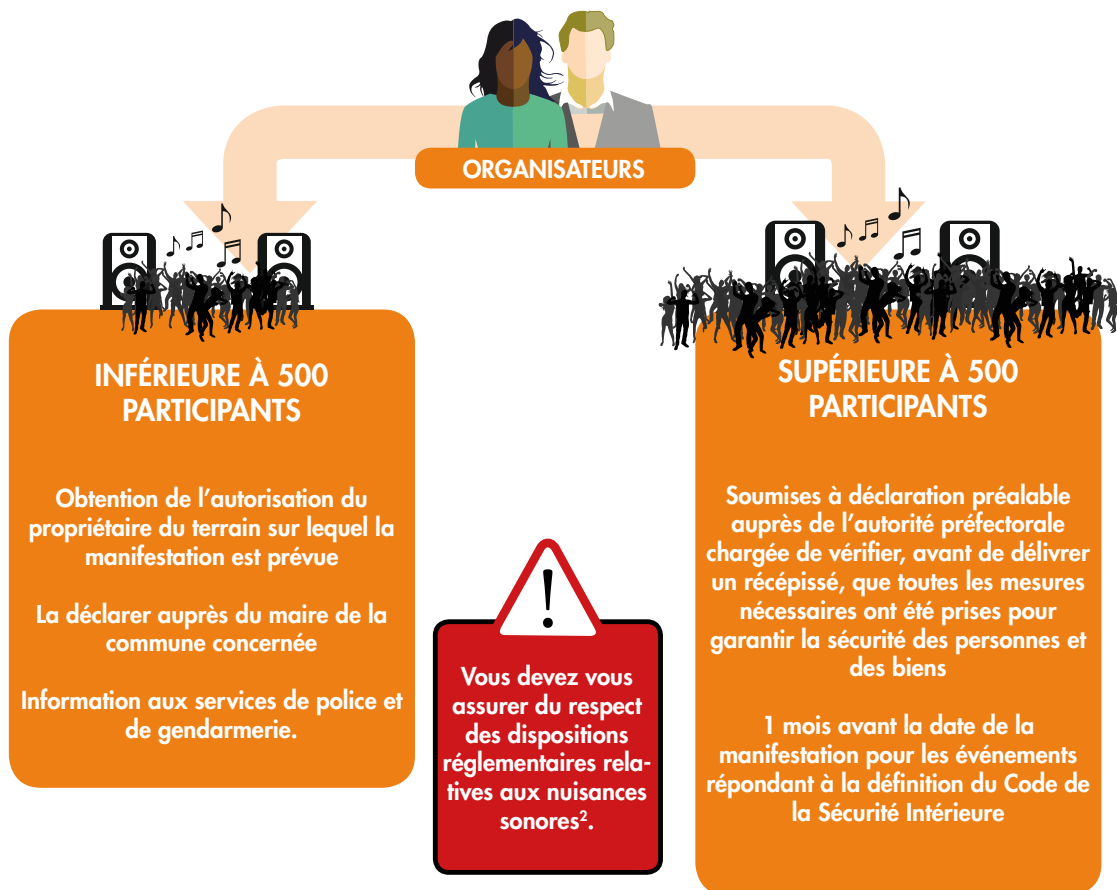 ORGANISATEURS
INFÉRIEURE À 500
PARTICIPANTS
Obtention de l’autorisation du
propriétaire du terrain sur lequel la
manifestation est prévue
La déclarer auprès du maire de la
commune concernée
Information aux services de police et
de gendarmerie.
!
Vous devez vous
assurer du respect
des dispositions
réglementaires rela-
tives aux nuisances
sonores².
SUPÉRIEURE À 500
PARTICIPANTS
Soumises à déclaration préalable
auprès de l’autorité préfectorale
chargée de vérifier, avant de délivrer
un récépissé, que toutes les mesures
nécessaires ont été prises pour
garantir la sécurité des personnes et
des biens
1 mois avant la date de la
manifestation pour les événements
répondant à la définition du Code de
la Sécurité Intérieure